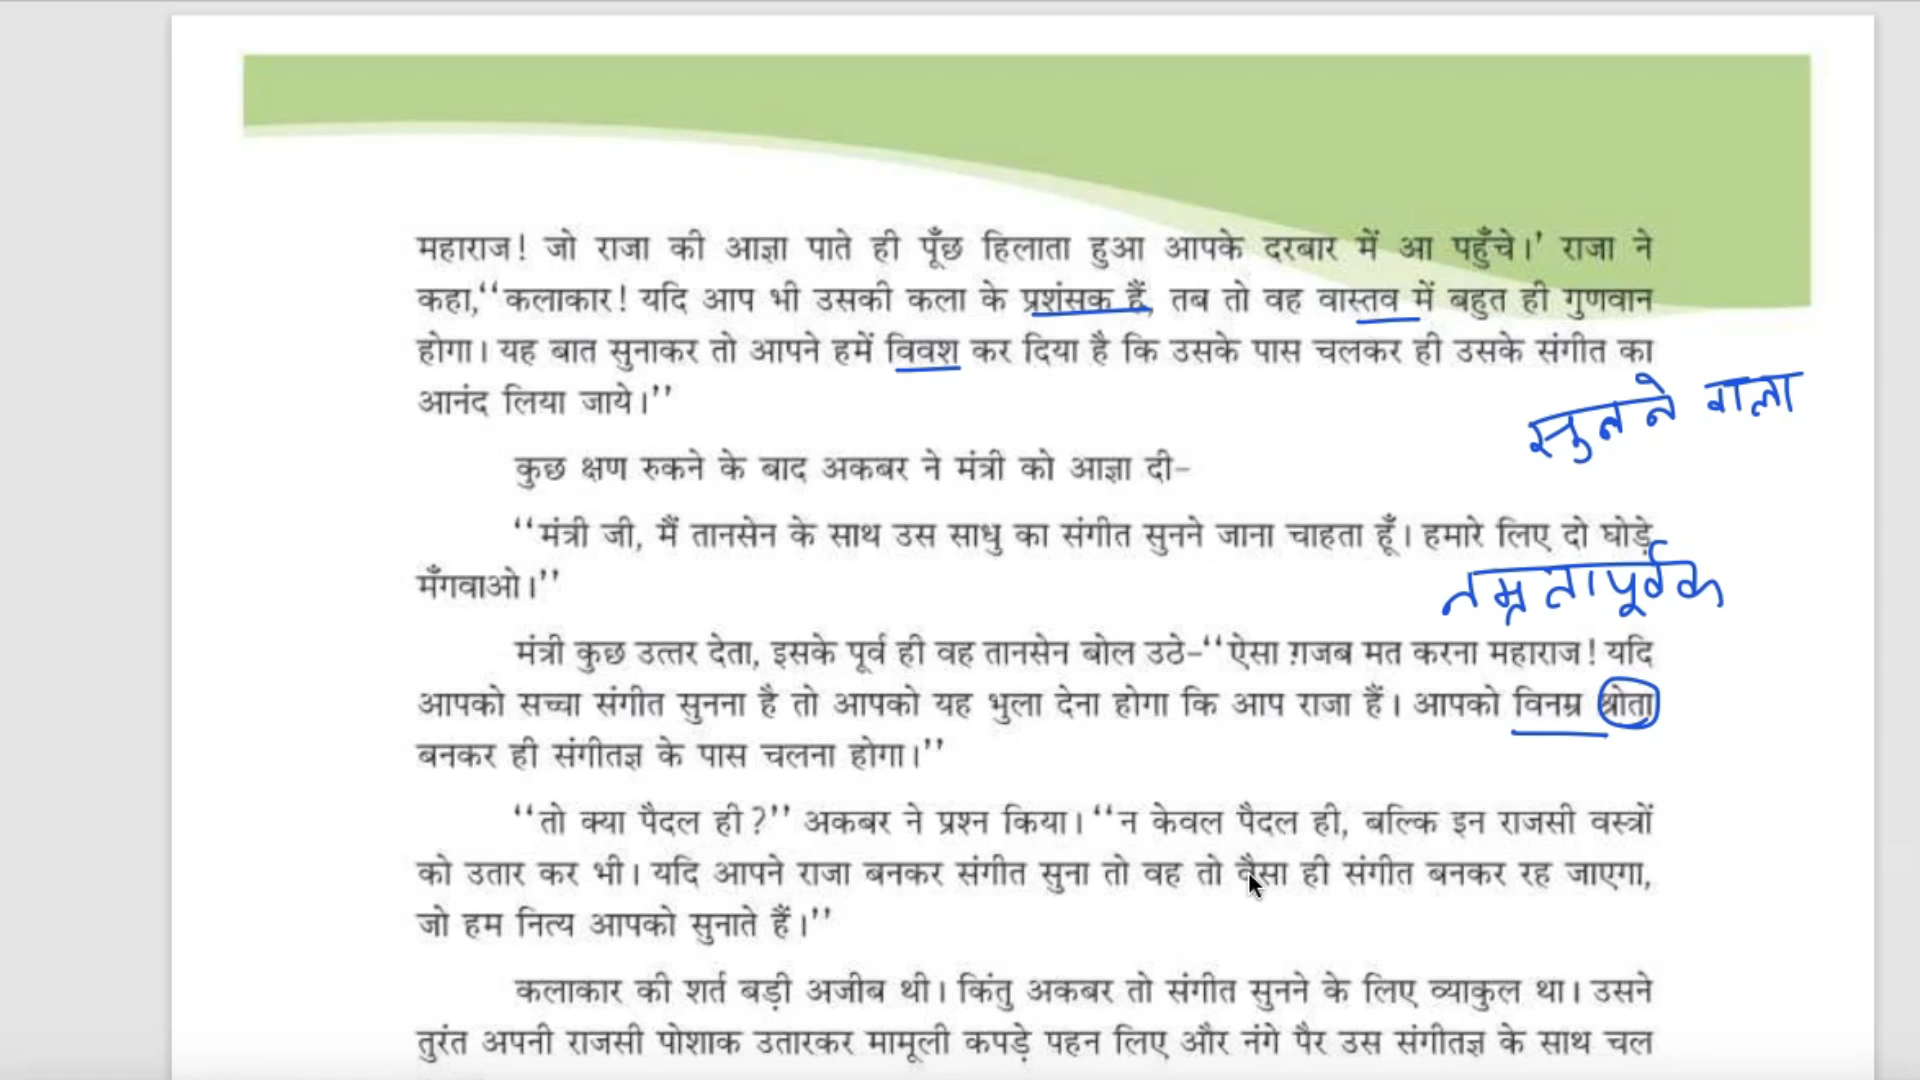 महाराज! जो राजा की आज्ञा पाते ही पूँछ हिलाता हुआ आपके दरबार में आ पहुँचे।' राजा ने
कहा,‘‘कलाकार! यदि आप भी उसकी कला के प्रशंसक हैं, तब तो वह वास्तव में बहुत ही गुणवान
होगा। यह बात सुनाकर तो आपने हमें विवश कर दिया है कि उसके पास चलकर ही उसके संगीत का
आनंद लिया जाये।’’
सुनने वाला
कुछ क्षण रुकने के बाद अकबर ने मंत्री को आज्ञा दी-
‘‘मंत्री जी, मैं तानसेन के साथ उस साधु का संगीत सुनने जाना चाहता हूँ। हमारे लिए दो घोड़े
मँगवाओ।’’
नम्रतापूर्वक
मंत्री कुछ उत्तर देता, इसके पूर्व ही वह तानसेन बोल उठे-‘‘ऐसा ग़जब मत करना महाराज! यदि
आपको सच्चा संगीत सुनना है तो आपको यह भुला देना होगा कि आप राजा हैं। आपको विनम्र श्रोता
बनकर ही संगीतज्ञ के पास चलना होगा।’’
‘‘तो क्या पैदल ही?’’ अकबर ने प्रश्न किया। ‘‘न केवल पैदल ही, बल्कि इन राजसी वस्त्रों
को उतार कर भी। यदि आपने राजा बनकर संगीत सुना तो वह तो वैसा ही संगीत बनकर रह जाएगा,
जो हम नित्य आपको सुनाते हैं।’’
कलाकार की शर्त बड़ी अजीब थी। किंतु अकबर तो संगीत सुनने के लिए व्याकुल था। उसने
तुरंत अपनी राजसी पोशाक उतारकर मामूली कपड़े पहन लिए और नंगे पैर उस संगीतज्ञ के साथ चल